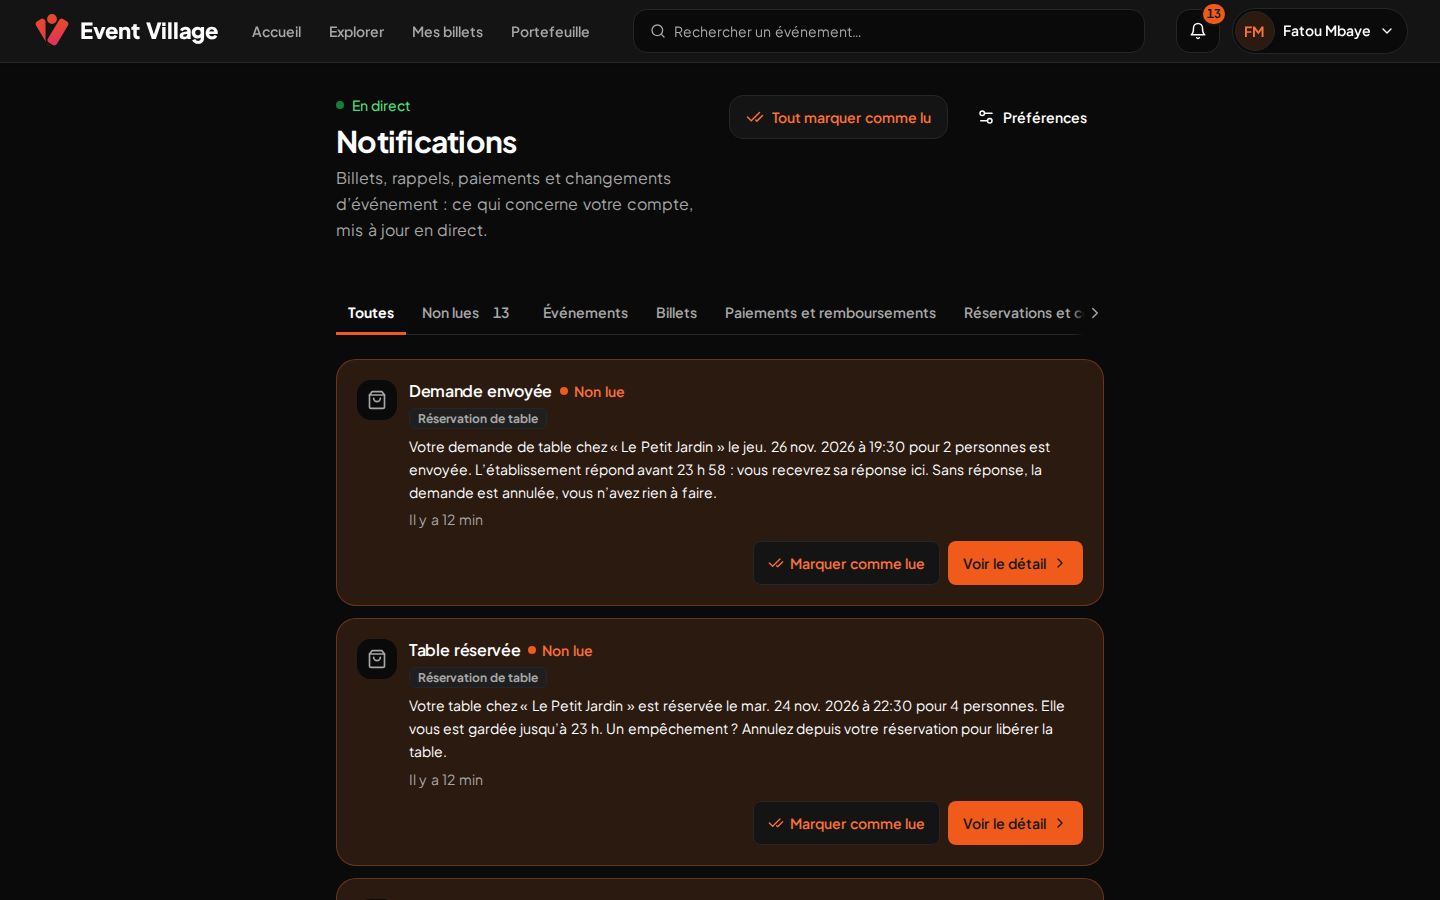 Event Village
Accueil
Explorer
Mes billets
Portefeuille
Rechercher un événement…
13
FM
Fatou Mbaye
En direct
Notifications
Billets, rappels, paiements et changements
d’événement : ce qui concerne votre compte,
mis à jour en direct.
Tout marquer comme lu
Préférences
Toutes
Non lues 13
Événements
Billets
Paiements et remboursements
Réservations et
Demande envoyée
Non lue
Réservation de table
Votre demande de table chez « Le Petit Jardin » le jeu. 26 nov. 2026 à 19:30 pour 2 personnes est
envoyée. L’établissement répond avant 23 h 58 : vous recevrez sa réponse ici. Sans réponse, la
demande est annulée, vous n’avez rien à faire.
Il y a 12 min
Marquer comme lue
Voir le détail
Table réservée
Non lue
Réservation de table
Votre table chez « Le Petit Jardin » est réservée le mar. 24 nov. 2026 à 22:30 pour 4 personnes. Elle
vous est gardée jusqu’à 23 h. Un empêchement ? Annulez depuis votre réservation pour libérer la
table.
Il y a 12 min
Marquer comme lue
Voir le détail